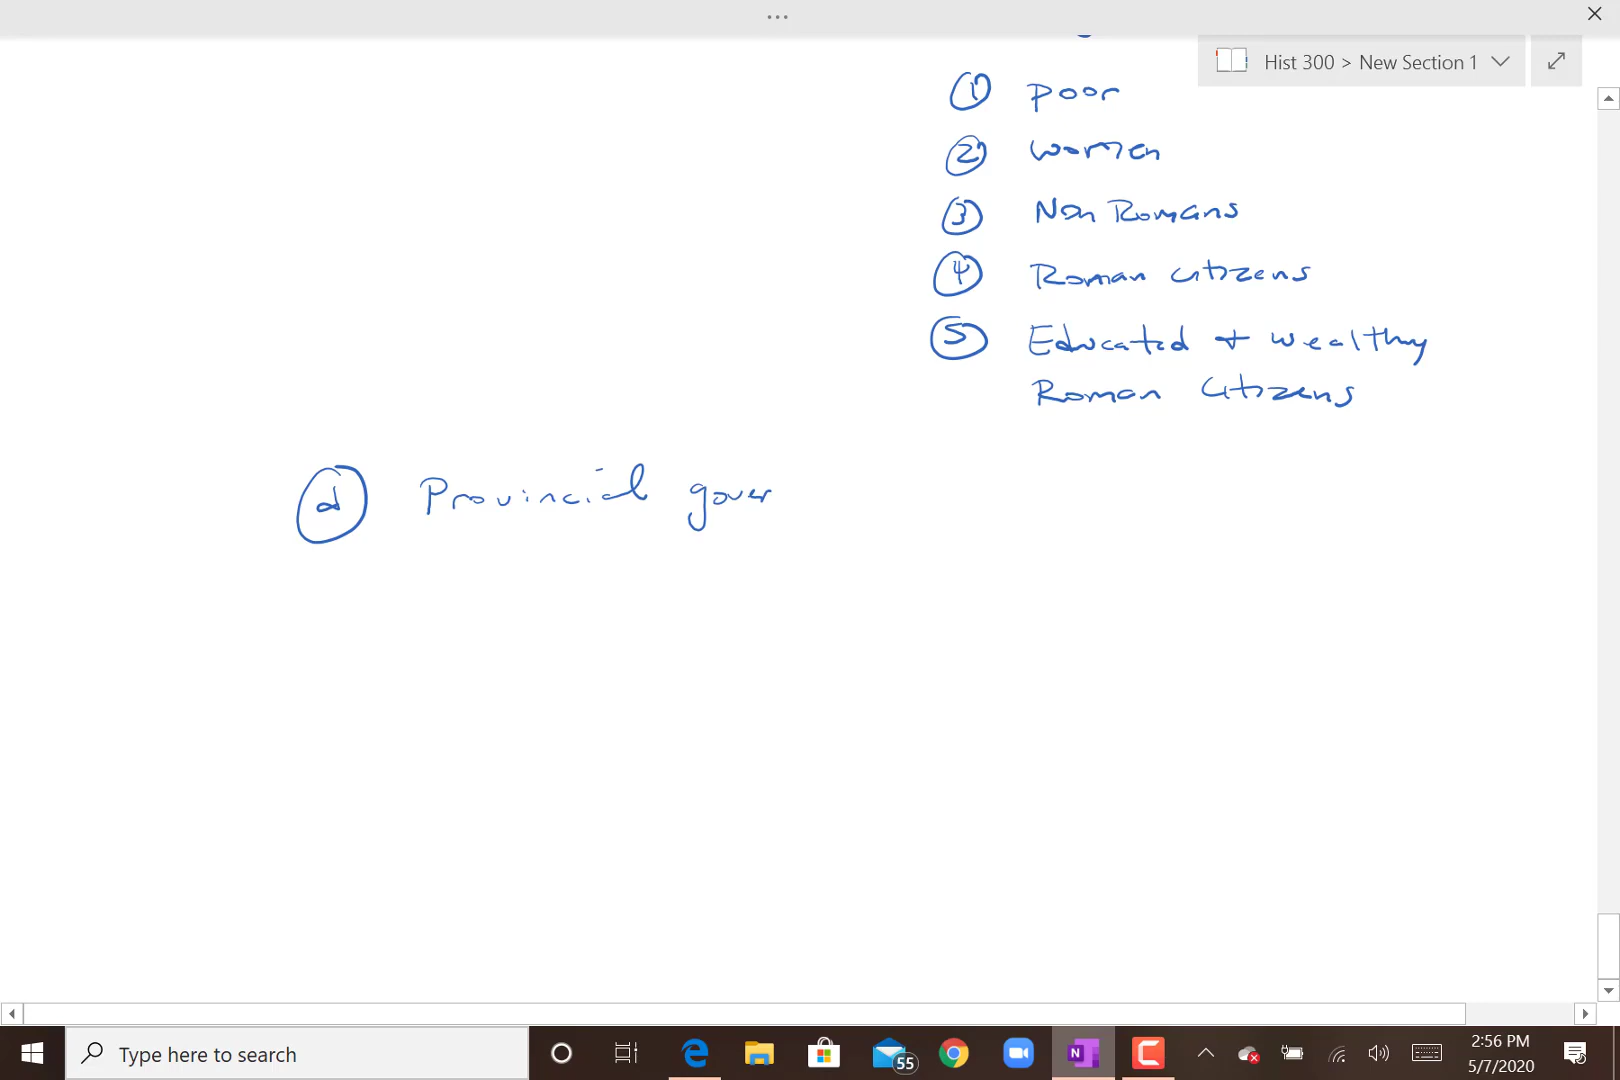 Hist 300 > New Section 1
① Poor
② women
③ Non Romans
④ Roman citizens
⑤ Educated + wealthy
Roman Citizens
ⓓ Provincial gover
Type here to search
55
2:56 PM
5/7/2020